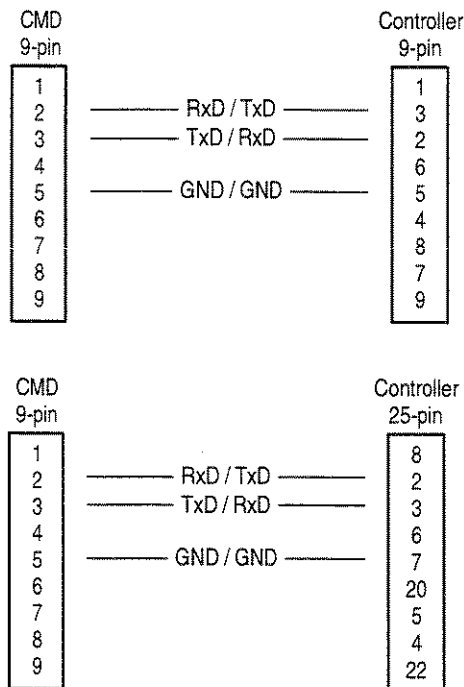 CMD Controller
9-pin 9-pin
1 1
2 RxD / TxD 3
3 TxD / RxD 2
4 6
5 GND / GND 5
6 4
7 8
8 7
9 9
CMD Controller
9-pin 25-pin
1 8
2 RxD / TxD 2
3 TxD / RxD 3
4 6
5 GND / GND 7
6 20
7 5
8 4
9 22